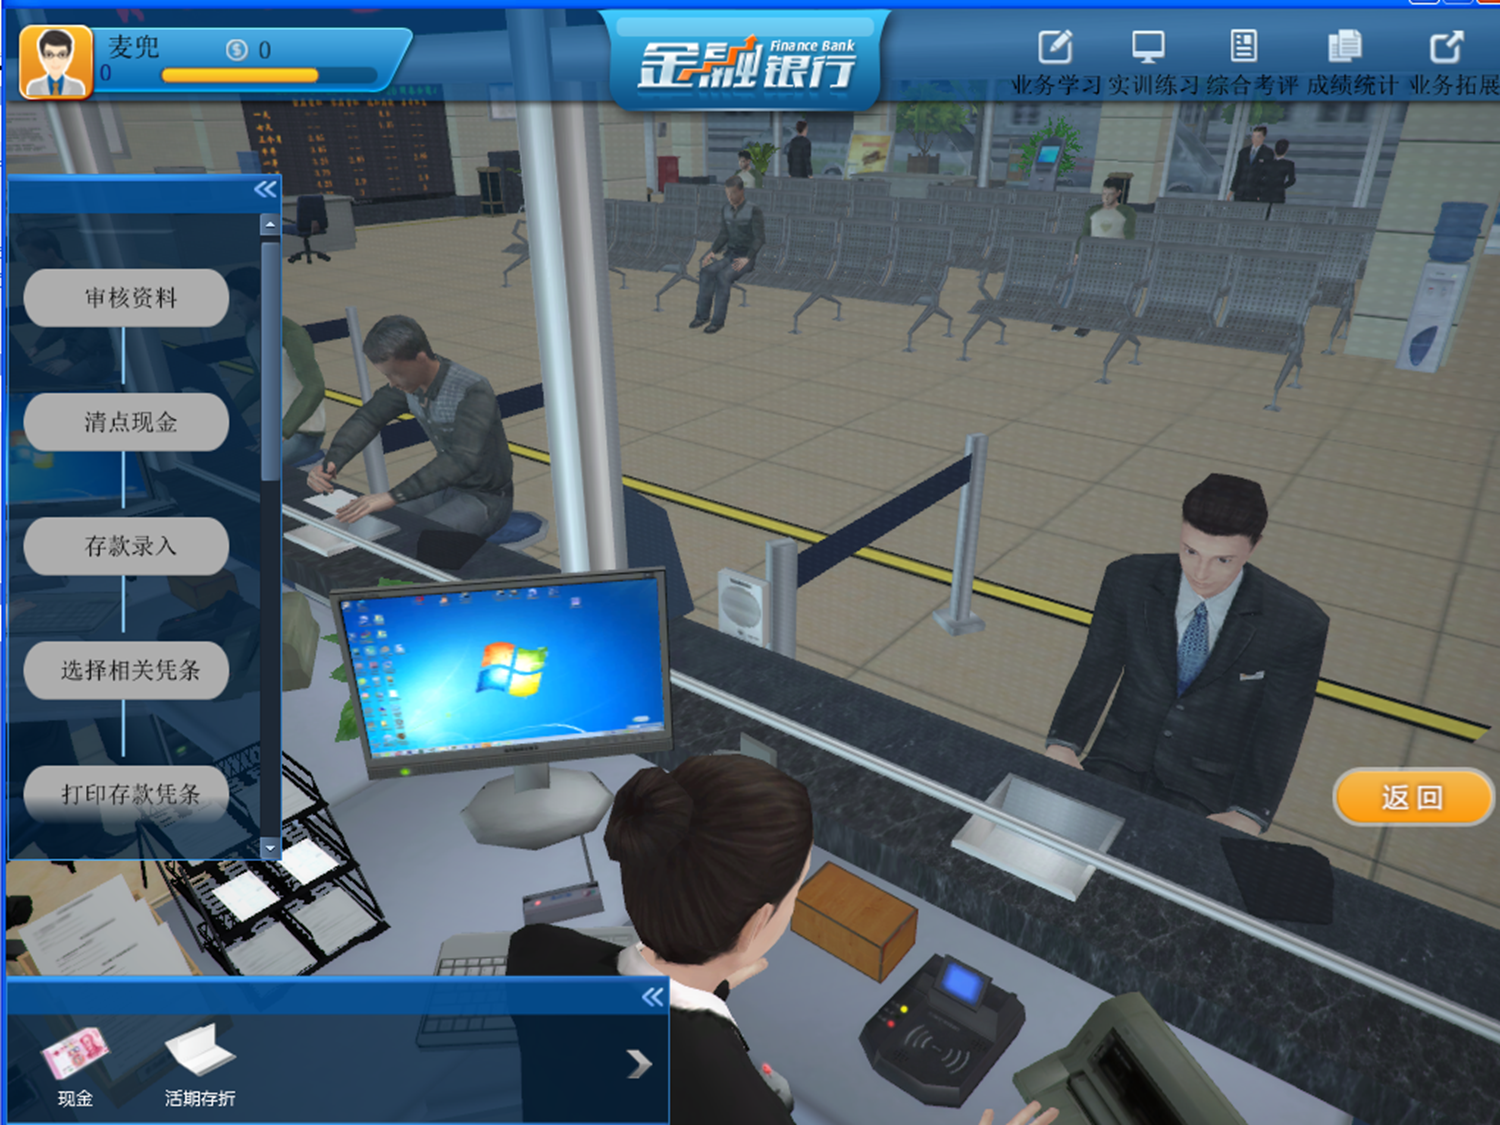 麦兜
0
0
金融银行
Finance Bank
业务学习
实训练习
综合考评
成绩统计
业务拓展
审核资料
清点现金
存款录入
选择相关凭条
打印存款凭条
返回
现金
活期存折